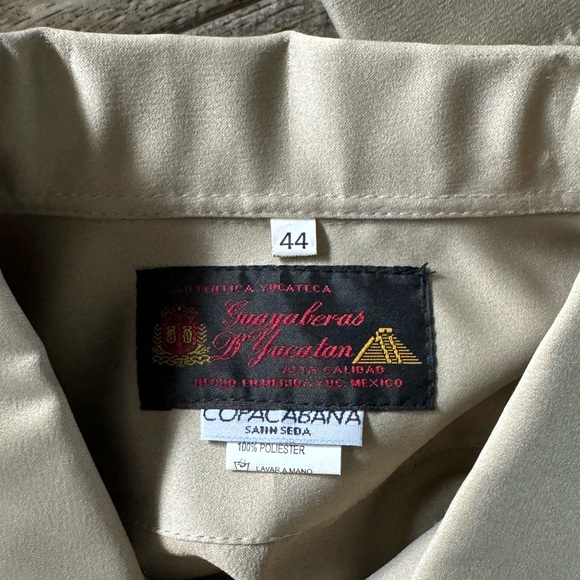 44
AUTENTICA YUCATECA
Guayaberas
D' Yucatan
ALTA CALIDAD
HECHO EN MERIDA YUC. MEXICO
COPACABANA
SATIN SEDA
100% POLIESTER
LAVAR A MANO